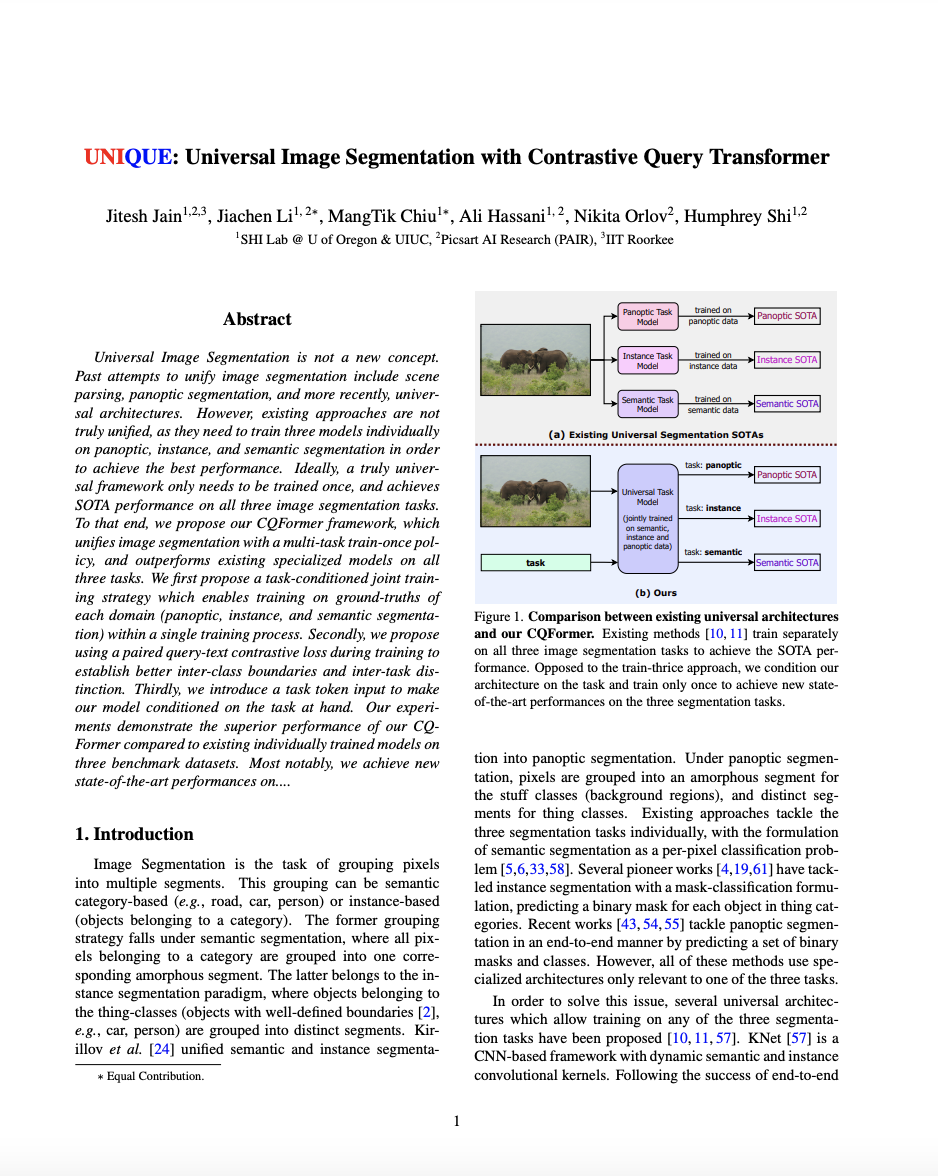 UNIQUE: Universal Image Segmentation with Contrastive Query Transformer
Jitesh Jain1,2,3, Jiachen Li1, 2∗, MangTik Chiu1∗, Ali Hassani1, 2, Nikita Orlov2, Humphrey Shi1,2
1SHI Lab @ U of Oregon & UIUC, 2Picsart AI Research (PAIR), 3IIT Roorkee
Abstract
Universal Image Segmentation is not a new concept.
Past attempts to unify image segmentation include scene
parsing, panoptic segmentation, and more recently, univer-
sal architectures. However, existing approaches are not
truly unified, as they need to train three models individually
on panoptic, instance, and semantic segmentation in order
to achieve the best performance. Ideally, a truly univer-
sal framework only needs to be trained once, and achieves
SOTA performance on all three image segmentation tasks.
To that end, we propose our CQFormer framework, which
unifies image segmentation with a multi-task train-once pol-
icy, and outperforms existing specialized models on all
three tasks. We first propose a task-conditioned joint train-
ing strategy which enables training on ground-truths of
each domain (panoptic, instance, and semantic segmenta-
tion) within a single training process. Secondly, we propose
using a paired query-text contrastive loss during training to
establish better inter-class boundaries and inter-task dis-
tinction. Thirdly, we introduce a task token input to make
our model conditioned on the task at hand. Our experi-
ments demonstrate the superior performance of our CQ-
Former compared to existing individually trained models on
three benchmark datasets. Most notably, we achieve new
state-of-the-art performances on....
1. Introduction
Image Segmentation is the task of grouping pixels
into multiple segments. This grouping can be semantic
category-based (e.g., road, car, person) or instance-based
(objects belonging to a category). The former grouping
strategy falls under semantic segmentation, where all pix-
els belonging to a category are grouped into one corre-
sponding amorphous segment. The latter belongs to the in-
stance segmentation paradigm, where objects belonging to
the thing-classes (objects with well-defined boundaries [2],
e.g., car, person) are grouped into distinct segments. Kir-
illov et al. [24] unified semantic and instance segmenta-
∗ Equal Contribution.
Panoptic Task
Model
trained on
panoptic data
Panoptic SOTA
Instance Task
Model
trained on
instance data
Instance SOTA
Semantic Task
Model
trained on
semantic data
Semantic SOTA
(a) Existing Universal Segmentation SOTAs
Universal Task
Model
(jointly trained
on semantic,
instance and
panoptic data)
task: panoptic
Panoptic SOTA
task: instance
Instance SOTA
task: semantic
Semantic SOTA
task
(b) Ours
Figure 1. Comparison between existing universal architectures
and our CQFormer. Existing methods [10, 11] train separately
on all three image segmentation tasks to achieve the SOTA per-
formance. Opposed to the train-thrice approach, we condition our
architecture on the task and train only once to achieve new state-
of-the-art performances on the three segmentation tasks.
tion into panoptic segmentation. Under panoptic segmen-
tation, pixels are grouped into an amorphous segment for
the stuff classes (background regions), and distinct seg-
ments for thing classes. Existing approaches tackle the
three segmentation tasks individually, with the formulation
of semantic segmentation as a per-pixel classification prob-
lem [5,6,33,58]. Several pioneer works [4,19,61] have tack-
led instance segmentation with a mask-classification formu-
lation, predicting a binary mask for each object in thing cat-
egories. Recent works [43, 54, 55] tackle panoptic segmen-
tation in an end-to-end manner by predicting a set of binary
masks and classes. However, all of these methods use spe-
cialized architectures only relevant to one of the three tasks.
In order to solve this issue, several universal architec-
tures which allow training on any of the three segmenta-
tion tasks have been proposed [10, 11, 57]. KNet [57] is a
CNN-based framework with dynamic semantic and instance
convolutional kernels. Following the success of end-to-end
1